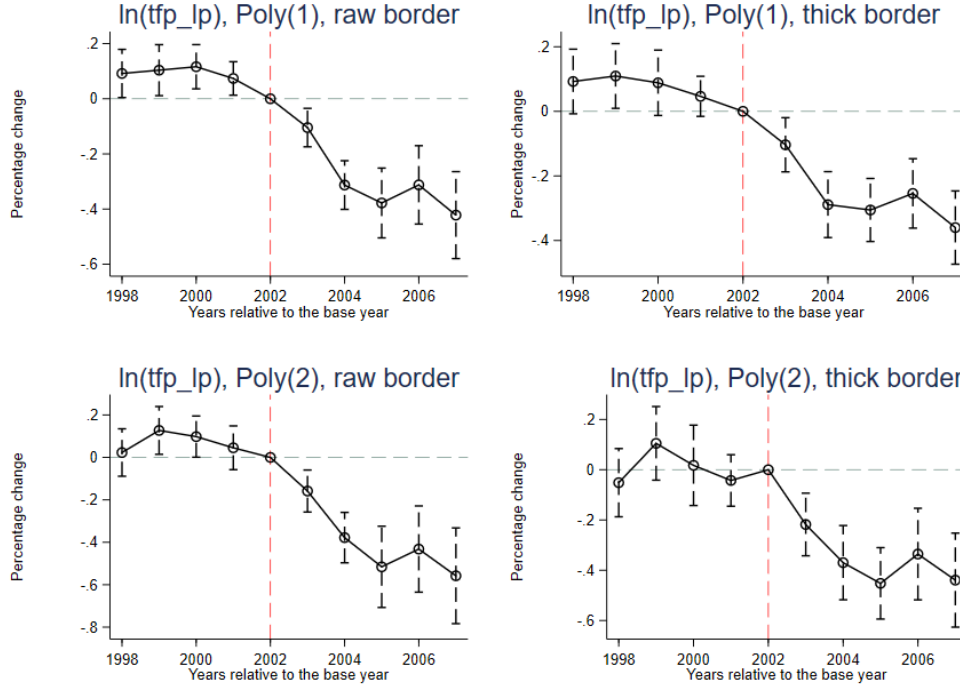 ln(tfp_lp), Poly(1), raw border
Percentage change
.2
0
-.2
-.4
-.6
1998 2000 2002 2004 2006
Years relative to the base year
ln(tfp_lp), Poly(1), thick border
Percentage change
.2
0
-.2
-.4
1998 2000 2002 2004 2006
Years relative to the base year
ln(tfp_lp), Poly(2), raw border
Percentage change
.2
0
-.2
-.4
-.6
-.8
1998 2000 2002 2004 2006
Years relative to the base year
ln(tfp_lp), Poly(2), thick border
Percentage change
.2
0
-.2
-.4
-.6
1998 2000 2002 2004 2006
Years relative to the base year